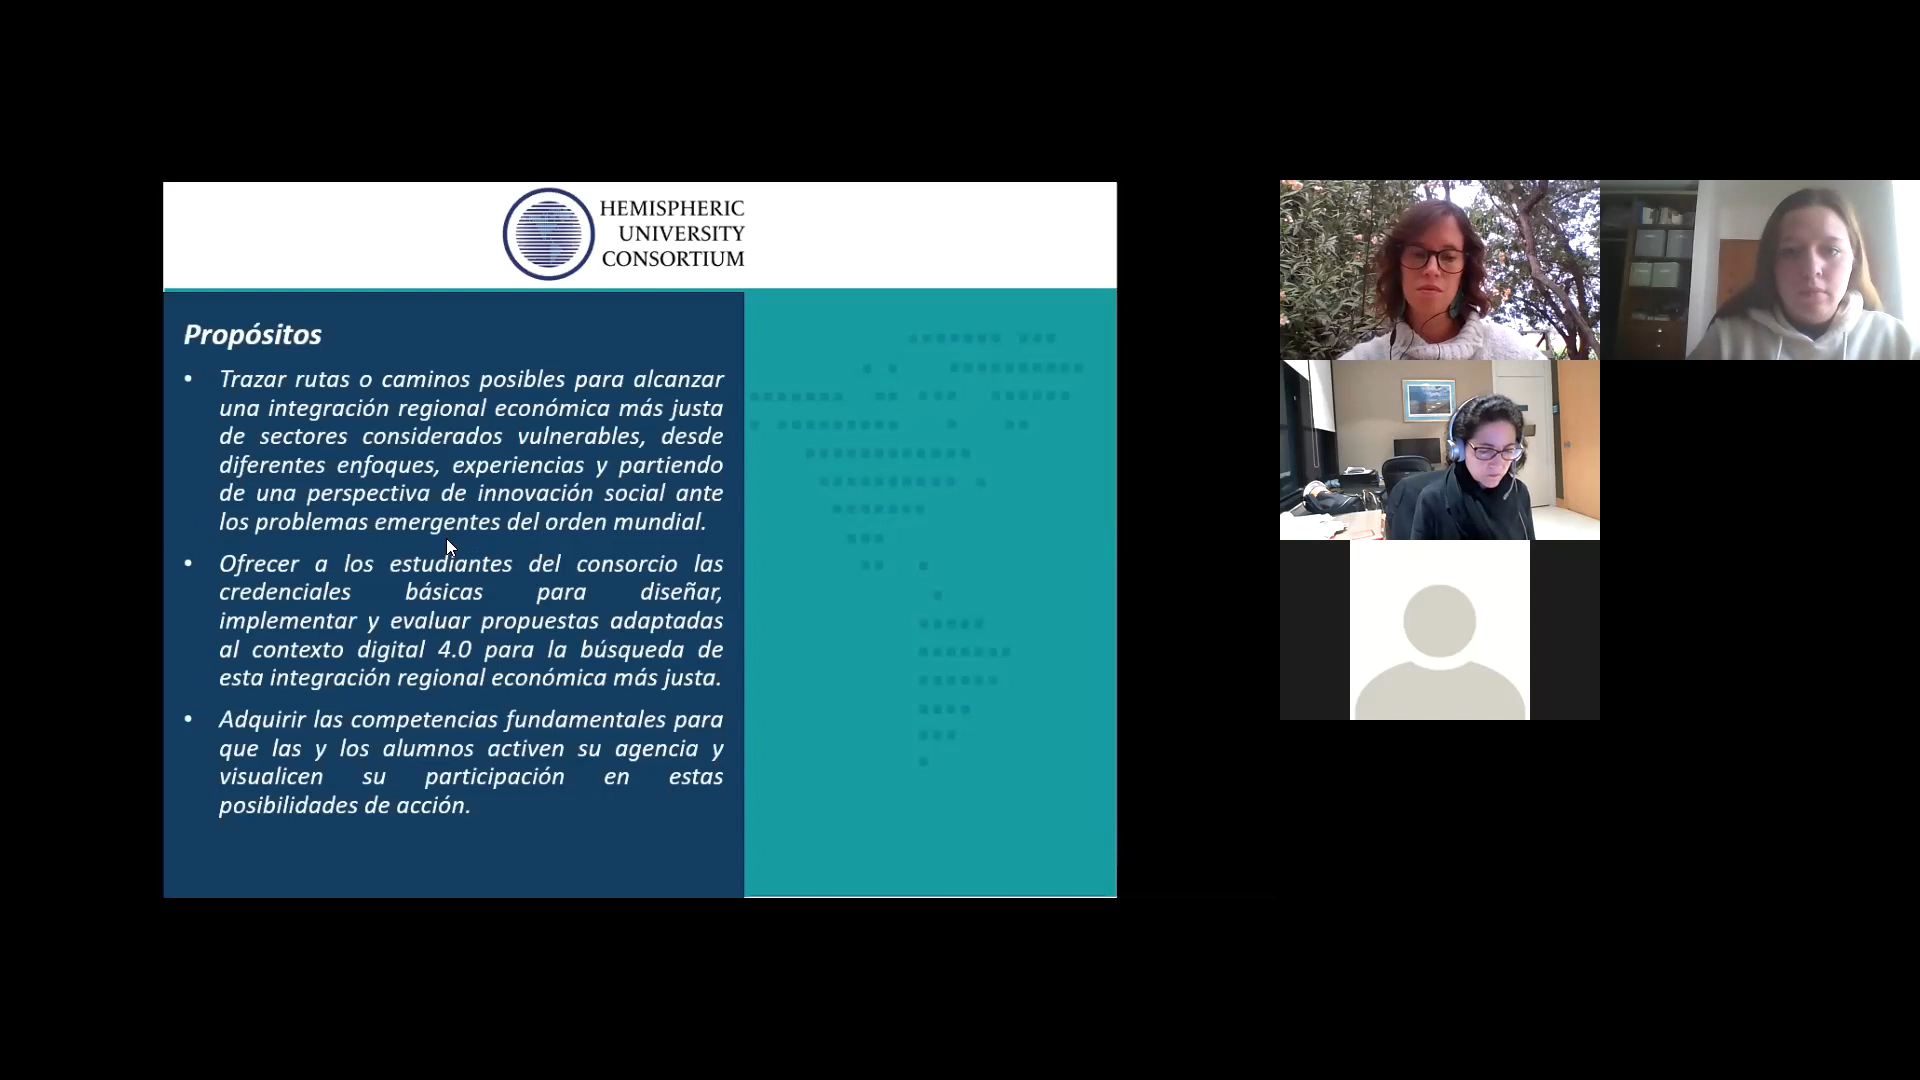 HEMISPHERIC
UNIVERSITY
CONSORTIUM
Propósitos
• Trazar rutas o caminos posibles para alcanzar
una integración regional económica más justa
de sectores considerados vulnerables, desde
diferentes enfoques, experiencias y partiendo
de una perspectiva de innovación social ante
los problemas emergentes del orden mundial.
• Ofrecer a los estudiantes del consorcio las
credenciales básicas para diseñar,
implementar y evaluar propuestas adaptadas
al contexto digital 4.0 para la búsqueda de
esta integración regional económica más justa.
• Adquirir las competencias fundamentales para
que las y los alumnos activen su agencia y
visualicen su participación en estas
posibilidades de acción.